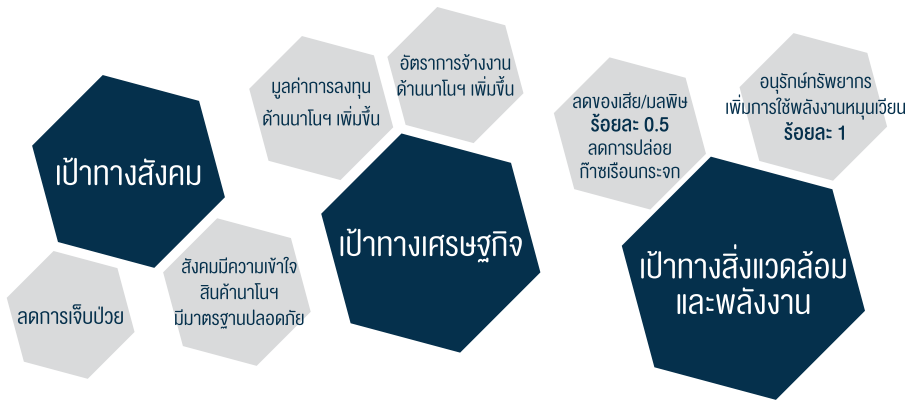 เป้าทางสังคม
ลดการเจ็บป่วย
สังคมมีความเข้าใจ
สินค้านาโนฯ
มีมาตรฐานปลอดภัย
มูลค่าการลงทุน
ด้านนาโนฯ เพิ่มขึ้น
อัตราการจ้างงาน
ด้านนาโนฯ เพิ่มขึ้น
เป้าทางเศรษฐกิจ
ลดของเสีย/มลพิษ
ร้อยละ 0.5
ลดการปล่อย
ก๊าซเรือนกระจก
อนุรักษ์ทรัพยากร
เพิ่มการใช้พลังงานหมุนเวียน
ร้อยละ 1
เป้าทางสิ่งแวดล้อม
และพลังงาน